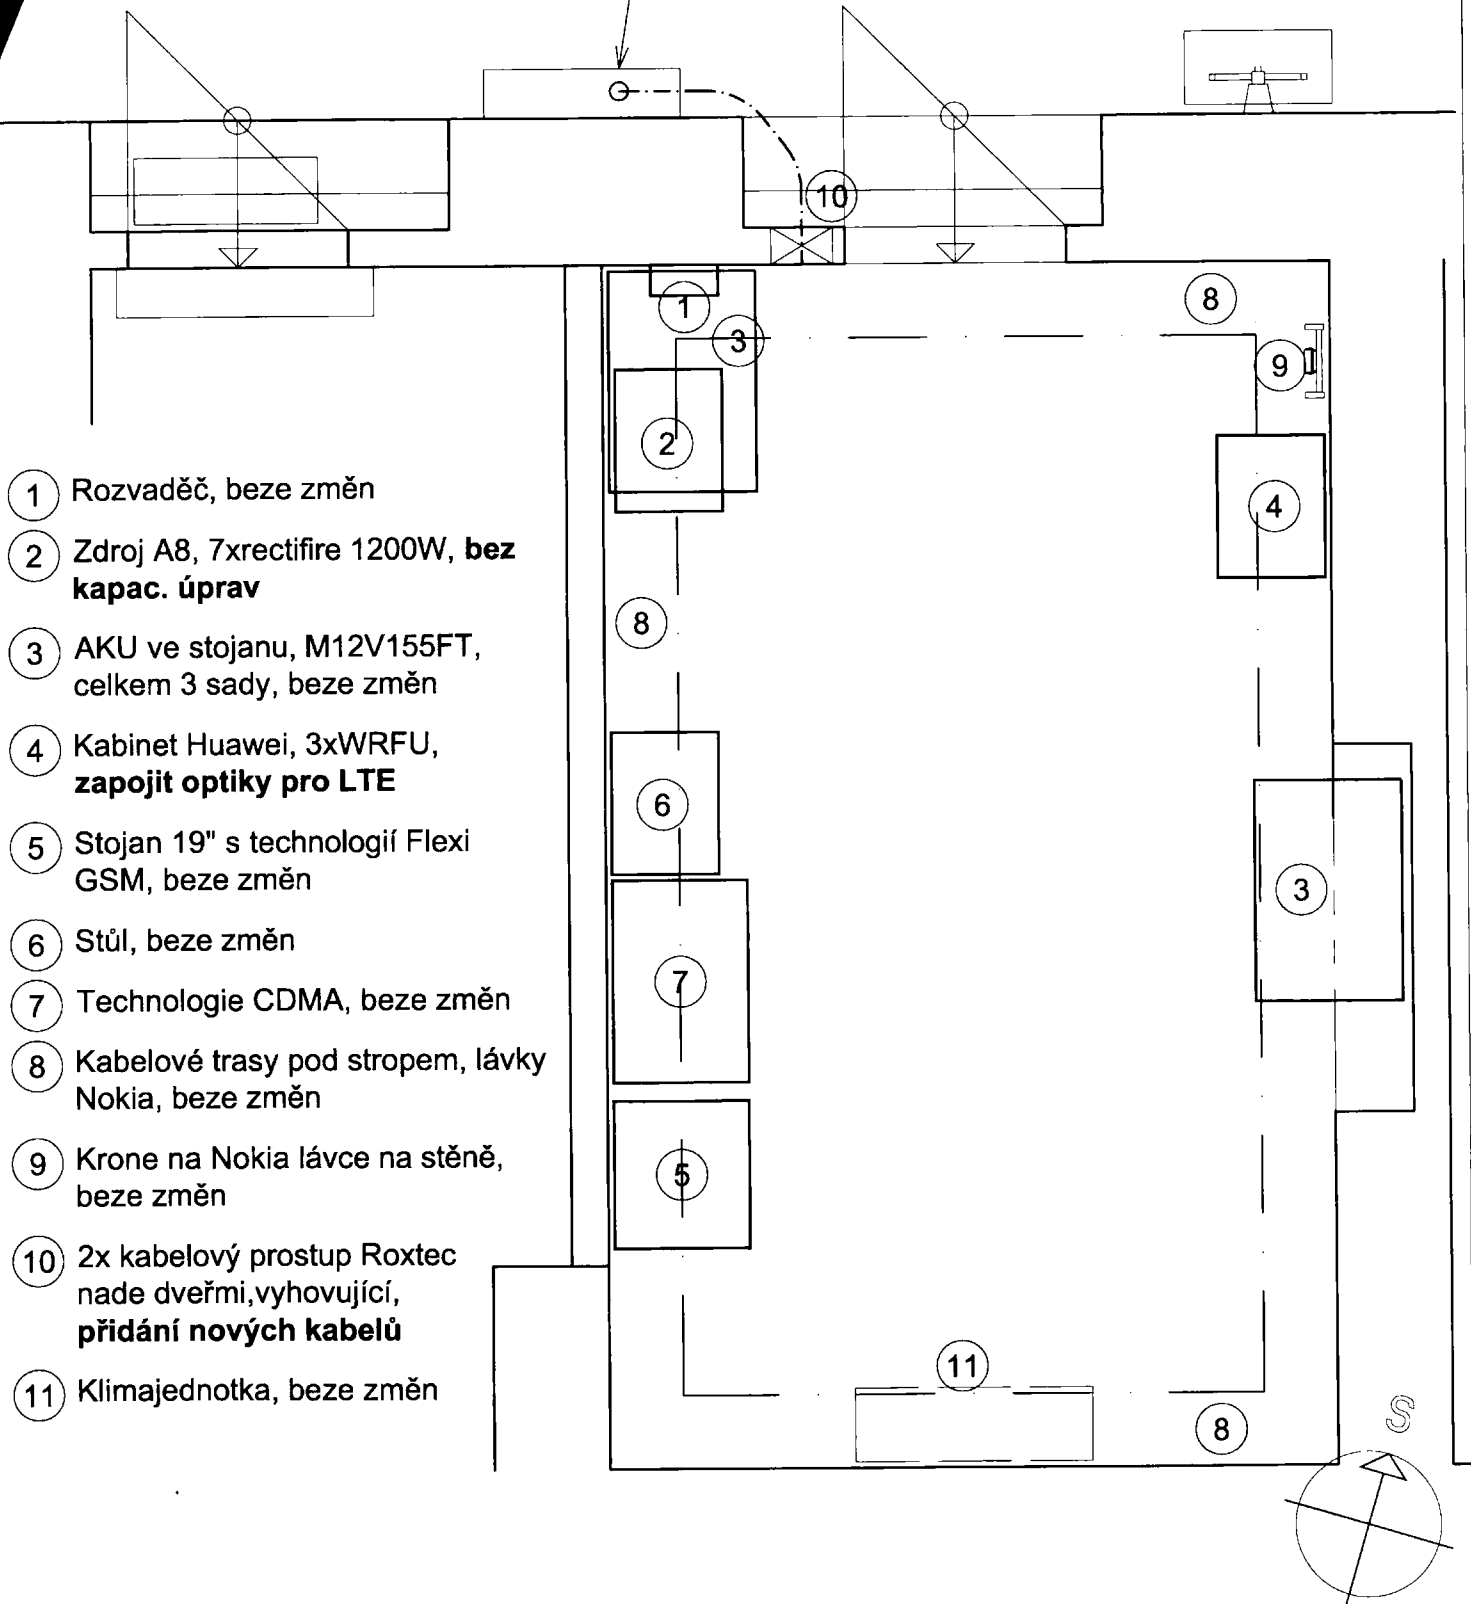 10
1
3
8
9
2
4
8
6
3
7
5
11
8
S
1 Rozvaděč, beze změn
2 Zdroj A8, 7xrectifire 1200W, bez
kapac. úprav
3 AKU ve stojanu, M12V155FT,
celkem 3 sady, beze změn
4 Kabinet Huawei, 3xWRFU,
zapojit optiky pro LTE
5 Stojan 19" s technologií Flexi
GSM, beze změn
6 Stůl, beze změn
7 Technologie CDMA, beze změn
8 Kabelové trasy pod stropem, lávky
Nokia, beze změn
9 Krone na Nokia lávce na stěně,
beze změn
10 2x kabelový prostup Roxtec
nade dveřmi,vyhovující,
přidání nových kabelů
11 Klimajednotka, beze změn